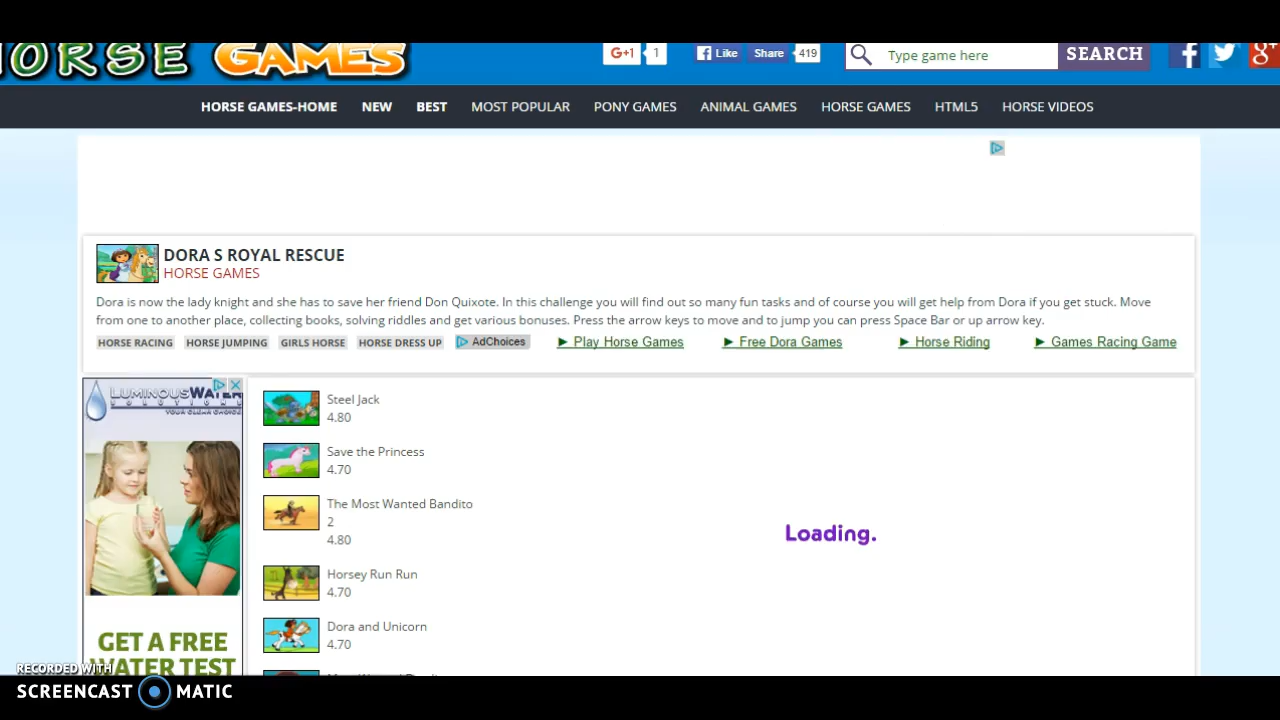 HORSE GAMES
G+1 1 Like Share 419 Type game here SEARCH
HORSE GAMES-HOME NEW BEST MOST POPULAR PONY GAMES ANIMAL GAMES HORSE GAMES HTML5 HORSE VIDEOS
DORA S ROYAL RESCUE
HORSE GAMES
Dora is now the lady knight and she has to save her friend Don Quixote. In this challenge you will find out so many fun tasks and of course you will get help from Dora if you get stuck. Move
from one to another place, collecting books, solving riddles and get various bonuses. Press the arrow keys to move and to jump you can press Space Bar or up arrow key.
HORSE RACING HORSE JUMPING GIRLS HORSE HORSE DRESS UP AdChoices ► Play Horse Games ► Free Dora Games ► Horse Riding ► Games Racing Game
LUMINOUSWATER
SOLUTIONS
YOUR CLEAR CHOICE
GET A FREE
WATER TEST
Steel Jack
4.80
Save the Princess
4.70
The Most Wanted Bandito
2
4.80
Horsey Run Run
4.70
Dora and Unicorn
4.70
Loading.
RECORDED WITH
SCREENCAST MATIC